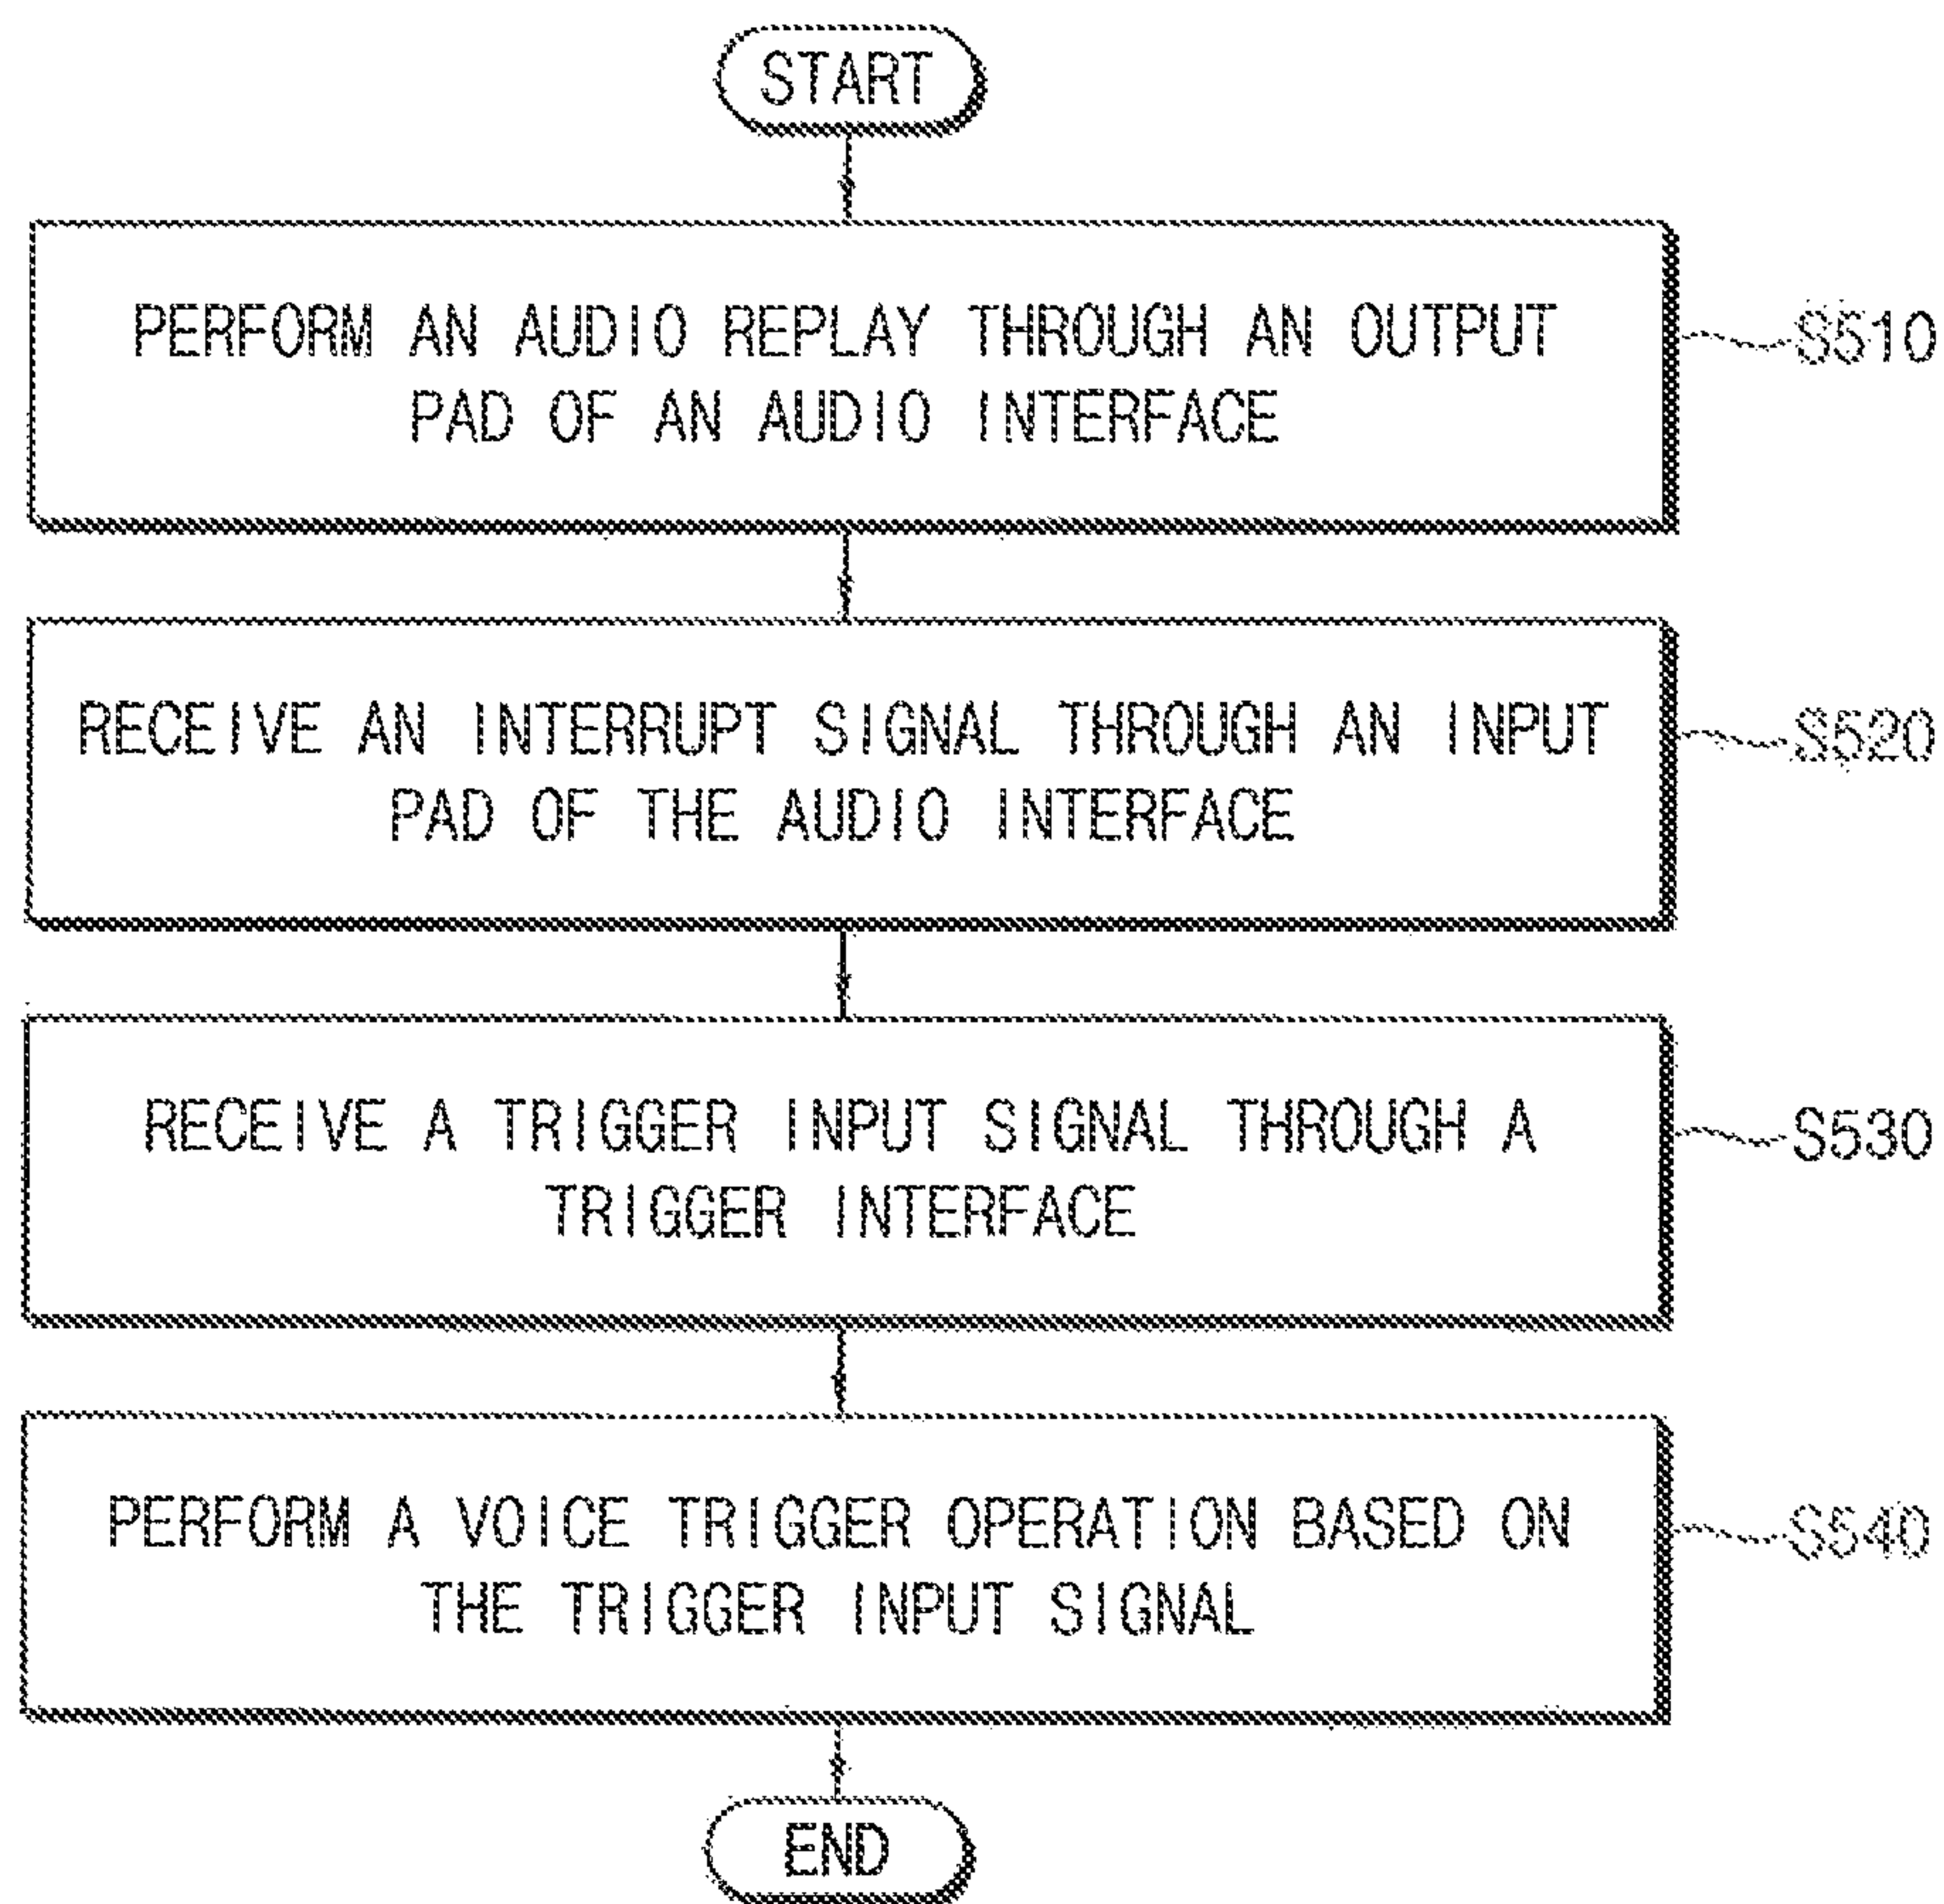 START
PERFORM AN AUDIO REPLAY THROUGH AN OUTPUT
PAD OF AN AUDIO INTERFACE
S510
RECEIVE AN INTERRUPT SIGNAL THROUGH AN INPUT
PAD OF THE AUDIO INTERFACE
S520
RECEIVE A TRIGGER INPUT SIGNAL THROUGH A
TRIGGER INTERFACE
S530
PERFORM A VOICE TRIGGER OPERATION BASED ON
THE TRIGGER INPUT SIGNAL
S540
END